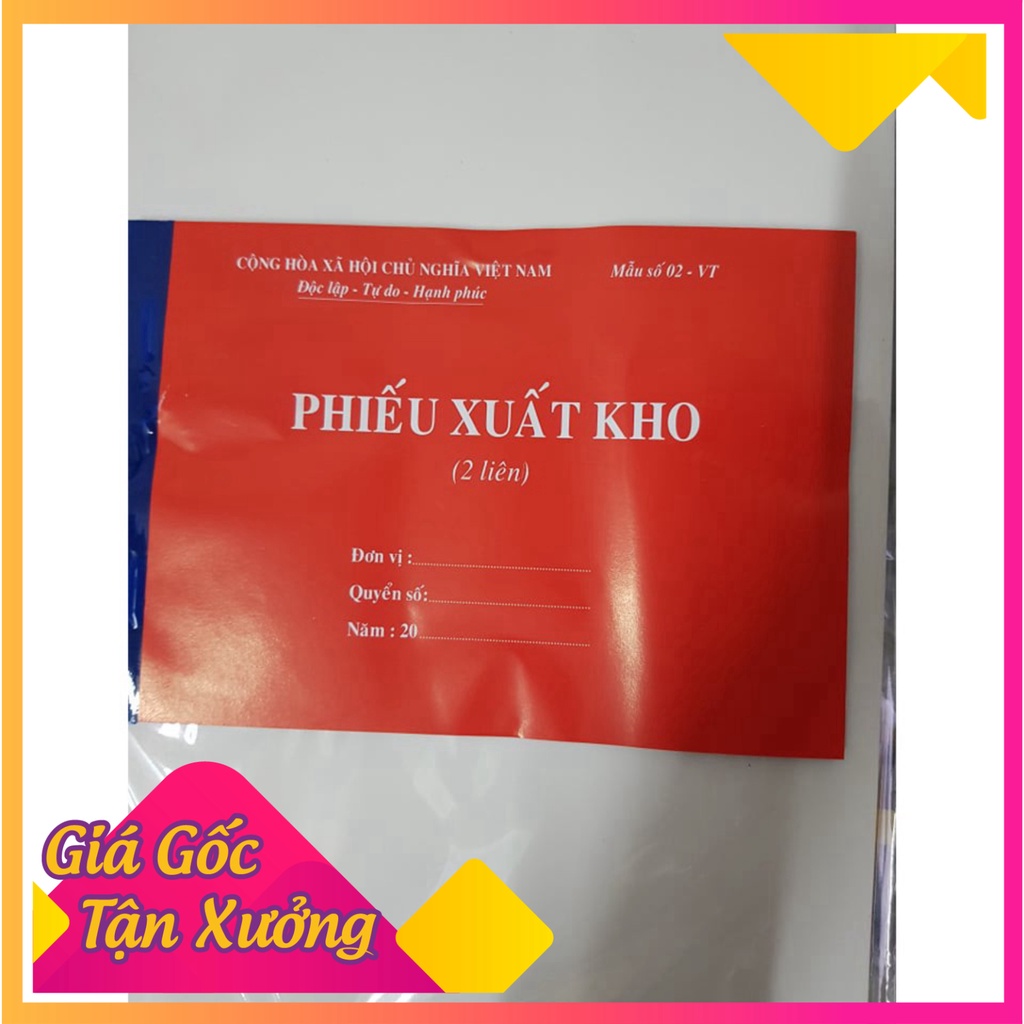 CỘNG HÒA XÃ HỘI CHỦ NGHĨA VIỆT NAM
Độc lập - Tự do - Hạnh phúc
Mẫu số 02 - VT
PHIẾU XUẤT KHO
(2 liên)
Đơn vị :
Quyển số:
Năm : 20
Giá Gốc
Tận Xưởng